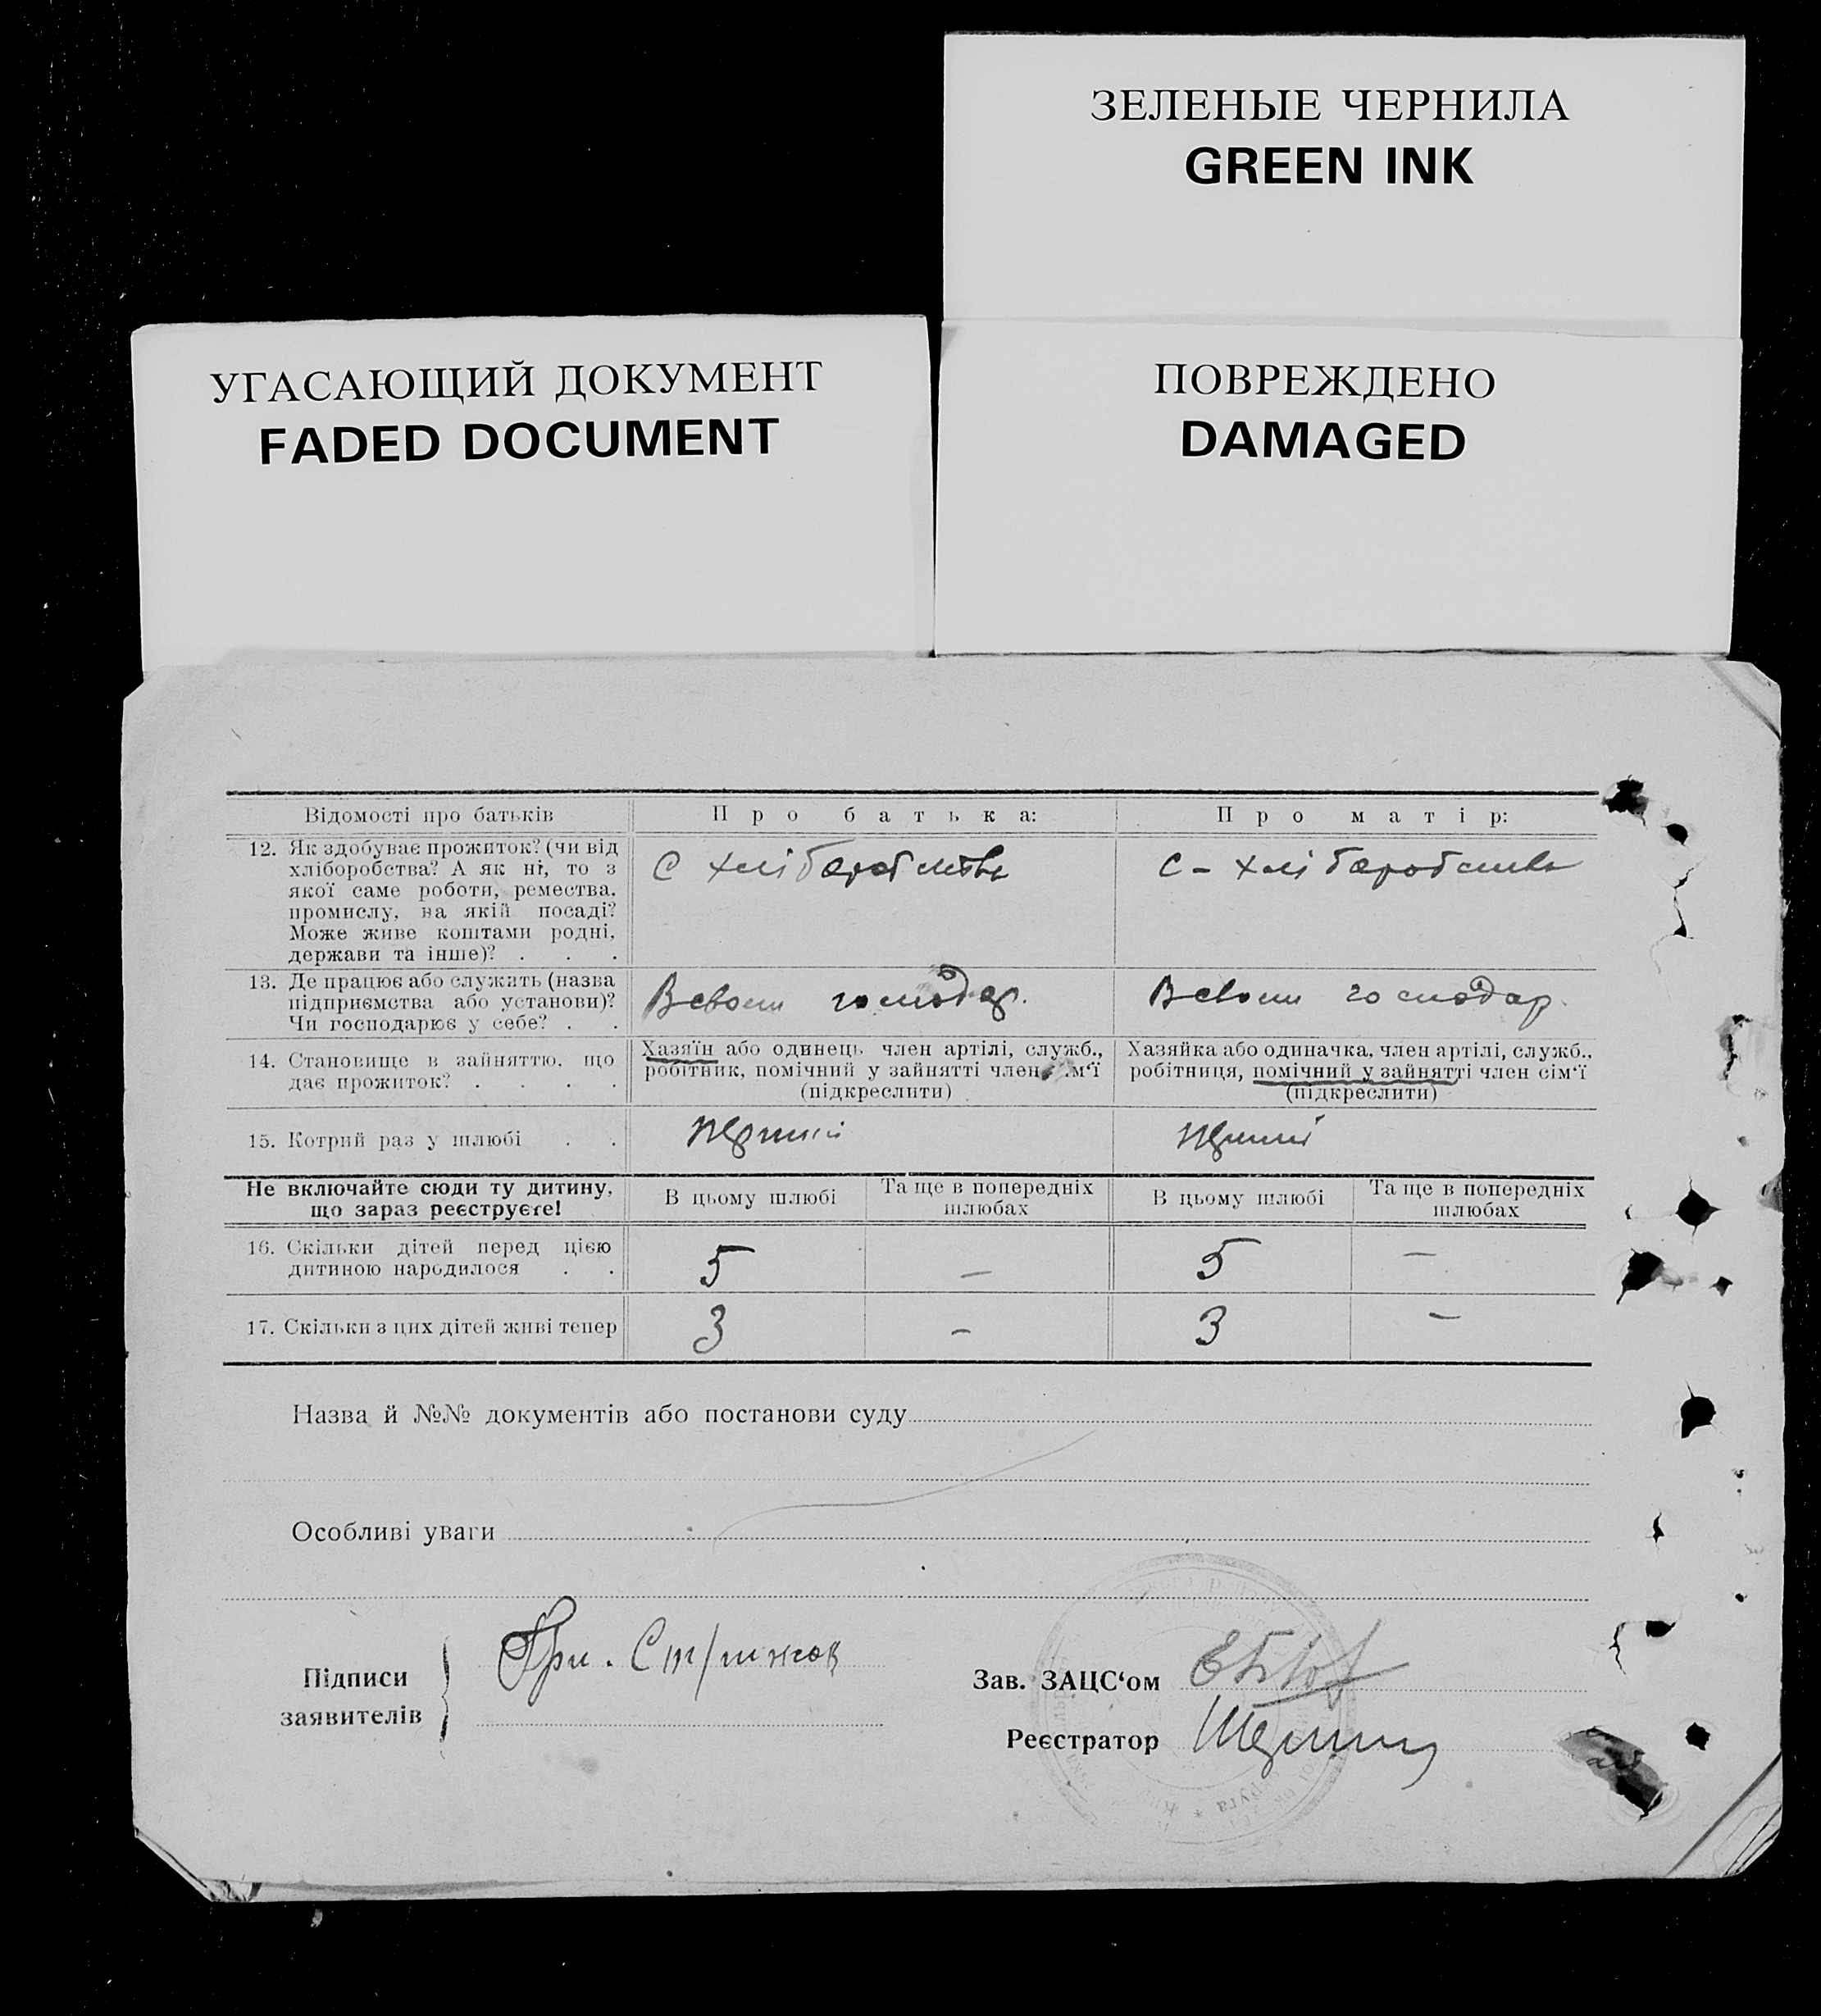 ЗЕЛЕНЫЕ ЧЕРНИЛА
GREEN INK
УГАСАЮЩИЙ ДОКУМЕНТ
FADED DOCUMENT
ПОВРЕЖДЕНО
DAMAGED
Відомості про батьків
Про батька:
Про матір:
12. Як здобуває прожиток? (чи від
хліборобства? А як ні, то з
якої саме роботи, ремества,
промислу, на якій посаді?
Може живе коштами родні,
держави та інше)? . . .
С хліборобства
С - хліборобства
13. Де працює або служить (назва
підприємства або установи)?
Чи господарює у себе? . .
В своем господар.
В своем господар.
14. Становище в зайняттю, що
дає прожиток? . . . .
Хазяїн або одинець член артілі, служб.,
робітник, помічний у зайнятті член .м‘ї
(підкреслити)
Хазяйка або одиначка, член артілі, служб.,
робітниця, помічний у зайнятті член сім‘ї
(підкреслити)
15. Котрий раз у шлюбі . .
перший
перший
Не включайте сюди ту дитину,
що зараз реєструєте!
В цьому шлюбі
Та ще в попередніх
шлюбах
В цьому шлюбі
Та ще в попередніх
шлюбах
16. Скільки дітей перед цією
дитиною народилося . .
5
—
5
—
17. Скільки з цих дітей живі тепер
3
—
3
—
Назва й №№ документів або постанови суду
Особливі уваги
Підписи
заявителів
Гри.
Зав. ЗАЦС‘ом
Реєстратор